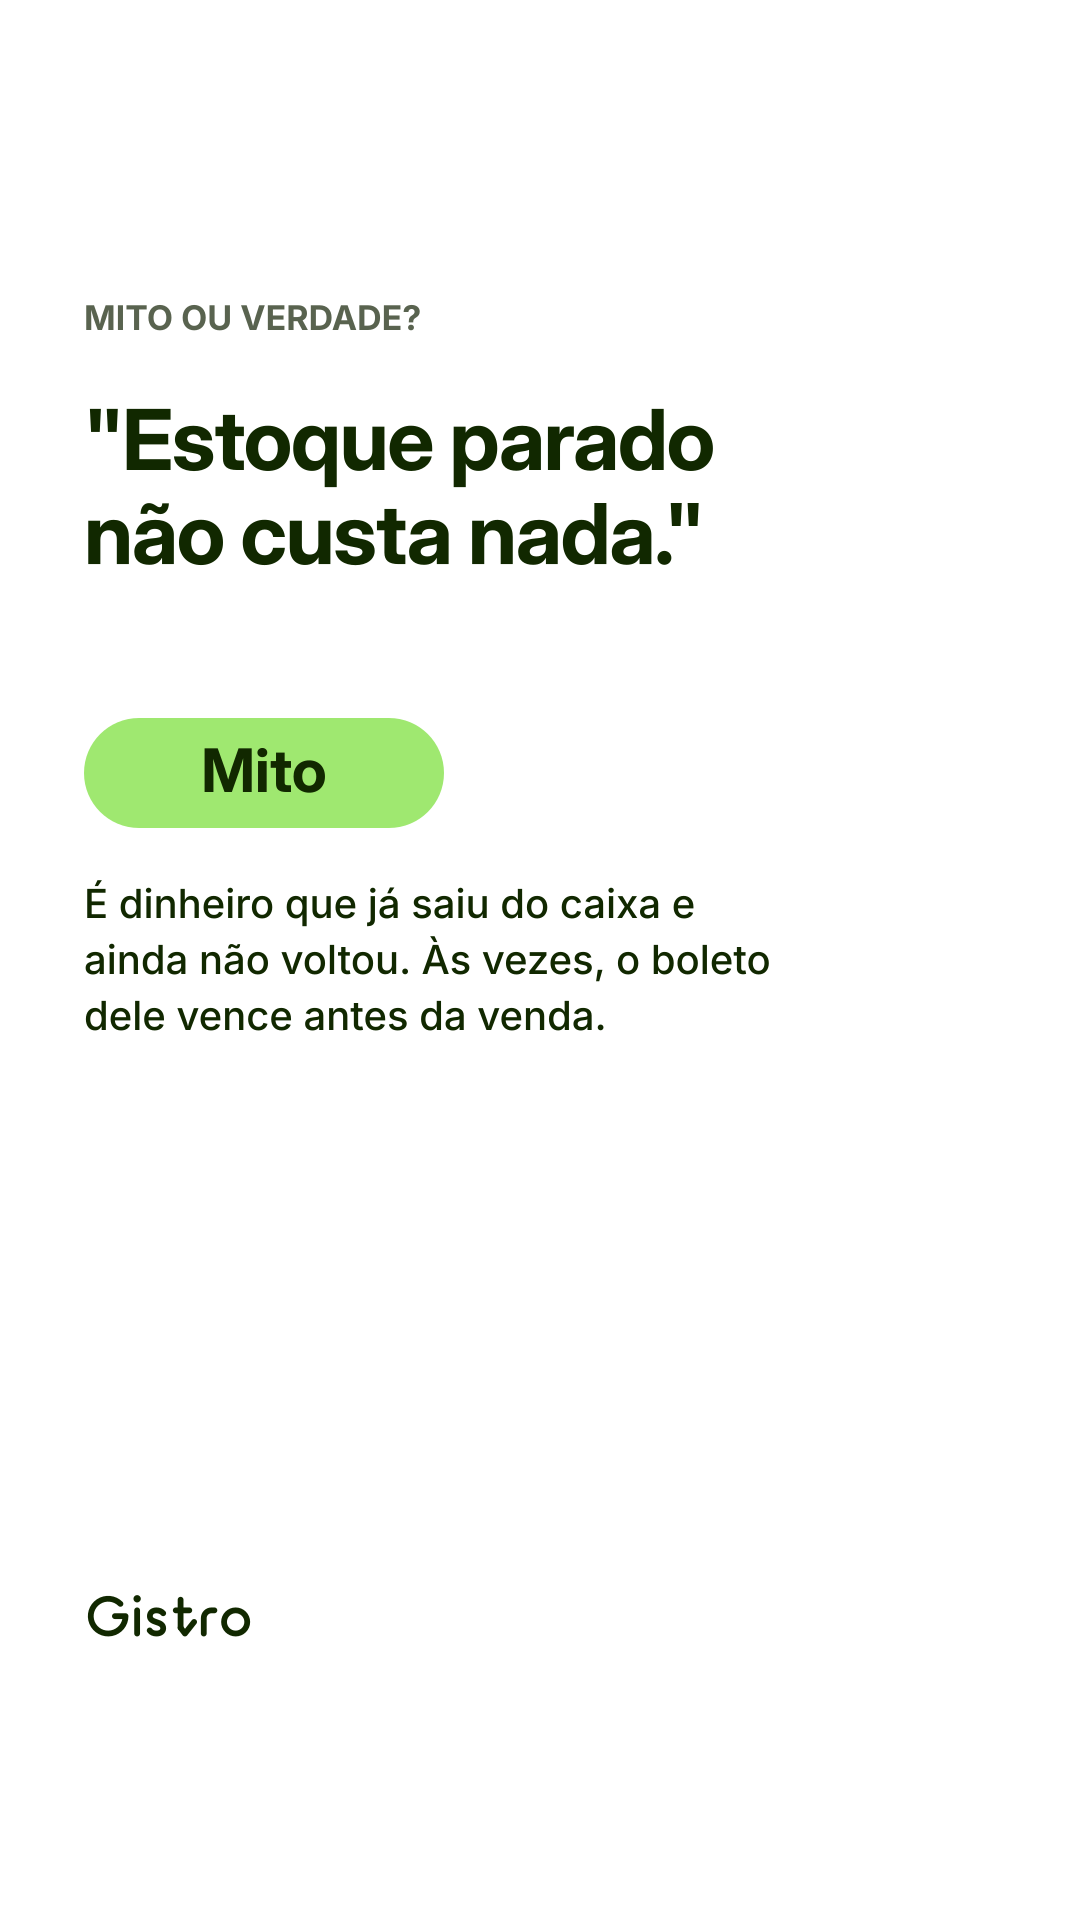 MITO OU VERDADE?
"Estoque parado
não custa nada."
Mito
É dinheiro que já saiu do caixa e
ainda não voltou. Às vezes, o boleto
dele vence antes da venda.
Gistro